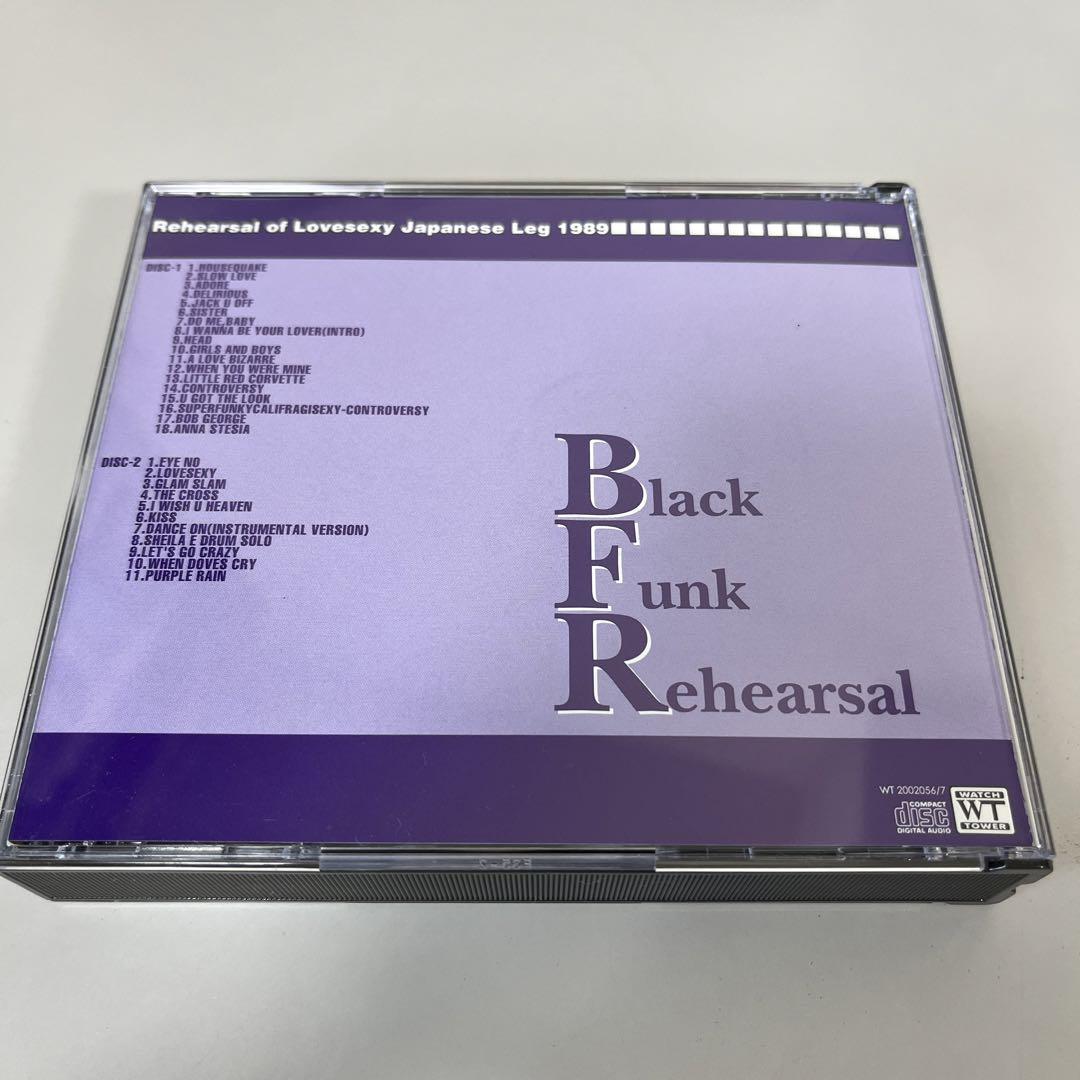 Rehearsal of Lovesexy Japanese Leg 1989
DISC-1 1.HOUSEQUAKE
2.SLOW LOVE
3.ADORE
4.DELIRIOUS
5.JACK U OFF
6.SISTER
7.DO ME,BABY
8.I WANNA BE YOUR LOVER(INTRO)
9.HEAD
10.GIRLS AND BOYS
11.A LOVE BIZARRE
12.WHEN YOU WERE MINE
13.LITTLE RED CORVETTE
14.CONTROVERSY
15.U GOT THE LOOK
16.SUPERFUNKYCALIFRAGISEXY-CONTROVERSY
17.BOB GEORGE
18.ANNA STESIA
DISC-2 1.EYE NO
2.LOVESEXY
3.GLAM SLAM
4.THE CROSS
5.I WISH U HEAVEN
6.KISS
7.DANCE ON(INSTRUMENTAL VERSION)
8.SHEILA E DRUM SOLO
9.LET'S GO CRAZY
10.WHEN DOVES CRY
11.PURPLE RAIN
Black
Funk
Rehearsal
WT 2002056/7
COMPACT
disc
DIGITAL AUDIO
WATCH
WT
TOWER